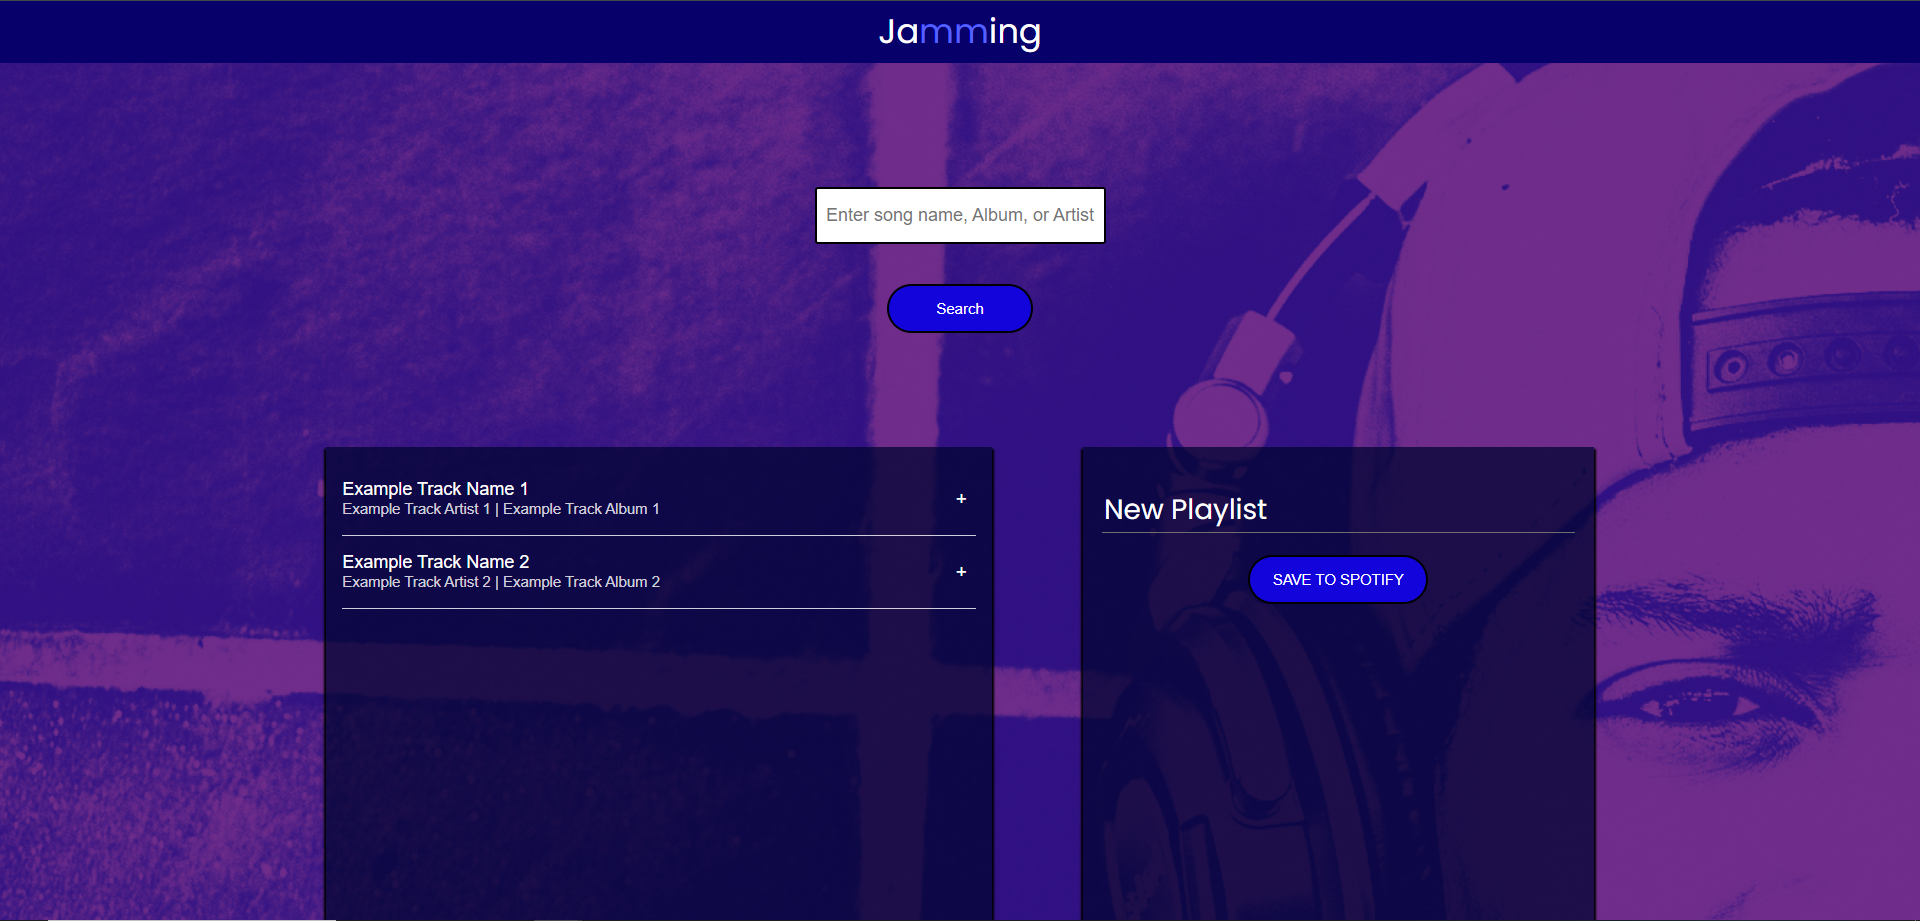 Jamming
Enter song name, Album, or Artist
Search
Example Track Name 1
Example Track Artist 1 | Example Track Album 1
+
Example Track Name 2
Example Track Artist 2 | Example Track Album 2
+
New Playlist
SAVE TO SPOTIFY